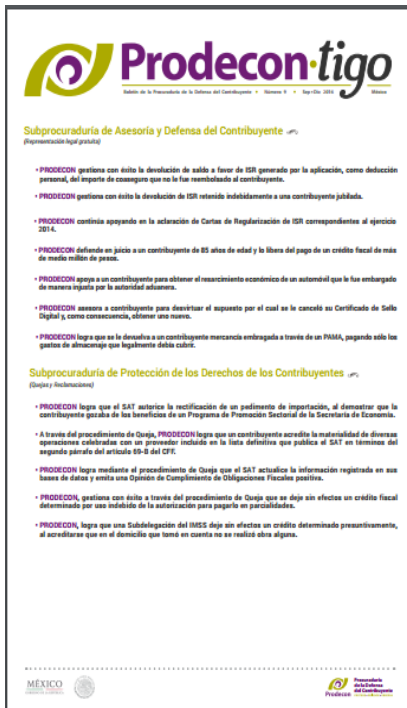 Prodecon·tigo
Boletín de la Procuraduría de la Defensa del Contribuyente • Número 9 • Sep-Dic 2016 México
Subprocuraduría de Asesoría y Defensa del Contribuyente
(Representación legal gratuita)
• PRODECON gestiona con éxito la devolución de saldo a favor de ISR generado por la aplicación, como deducción
personal, del importe de coaseguro que no le fue reembolsado al contribuyente.
• PRODECON gestiona con éxito la devolución de ISR retenido indebidamente a una contribuyente jubilada.
• PRODECON continúa apoyando en la aclaración de Cartas de Regularización de ISR correspondientes al ejercicio
2014.
• PRODECON defiende en juicio a un contribuyente de 85 años de edad y lo libera del pago de un crédito fiscal de más
de medio millón de pesos.
• PRODECON apoya a un contribuyente para obtener el resarcimiento económico de un automóvil que le fue embargado
de manera injusta por la autoridad aduanera.
• PRODECON asesora a contribuyente para desvirtuar el supuesto por el cual se le canceló su Certificado de Sello
Digital y, como consecuencia, obtener uno nuevo.
• PRODECON logra que se le devuelva a un contribuyente mercancía embragada a través de un PAMA, pagando sólo los
gastos de almacenaje que legalmente debía cubrir.
Subprocuraduría de Protección de los Derechos de los Contribuyentes
(Quejas y Reclamaciones)
• PRODECON logra que el SAT autorice la rectificación de un pedimento de importación, al demostrar que la
contribuyente gozaba de los beneficios de un Programa de Promoción Sectorial de la Secretaría de Economía.
• A través del procedimiento de Queja, PRODECON logra que un contribuyente acredite la materialidad de diversas
operaciones celebradas con un proveedor incluido en la lista definitiva que publica el SAT en términos del
segundo párrafo del artículo 69-B del CFF.
• PRODECON logra mediante el procedimiento de Queja que el SAT actualice la información registrada en sus
bases de datos y emita una Opinión de Cumplimiento de Obligaciones Fiscales positiva.
• PRODECON, gestiona con éxito a través del procedimiento de Queja que se deje sin efectos un crédito fiscal
determinado por uso indebido de la autorización para pagarlo en parcialidades.
• PRODECON, logra que una Subdelegación del IMSS deje sin efectos un crédito determinado presuntivamente,
al acreditarse que en el domicilio que tomó en cuenta no se realizó obra alguna.
MÉXICO
Prodecon
Procuraduría
de la Defensa
del Contribuyente